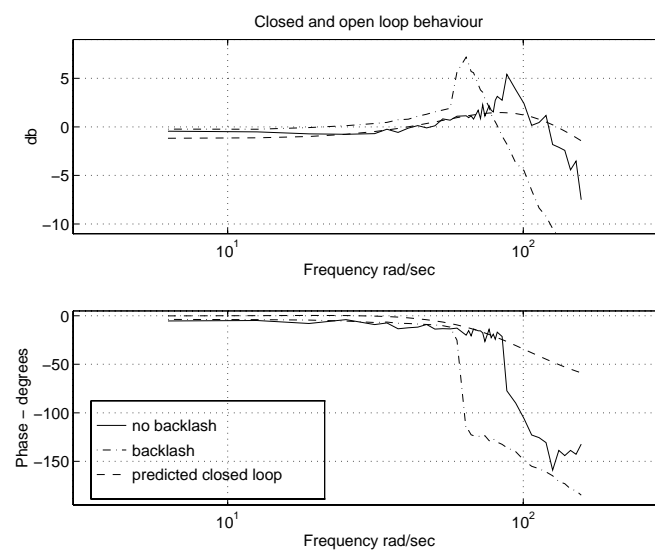 Closed and open loop behaviour
5
0
−5
−10
db
10^1
10^2
Frequency rad/sec
0
−50
−100
−150
Phase − degrees
no backlash
backlash
predicted closed loop
10^1
10^2
Frequency rad/sec